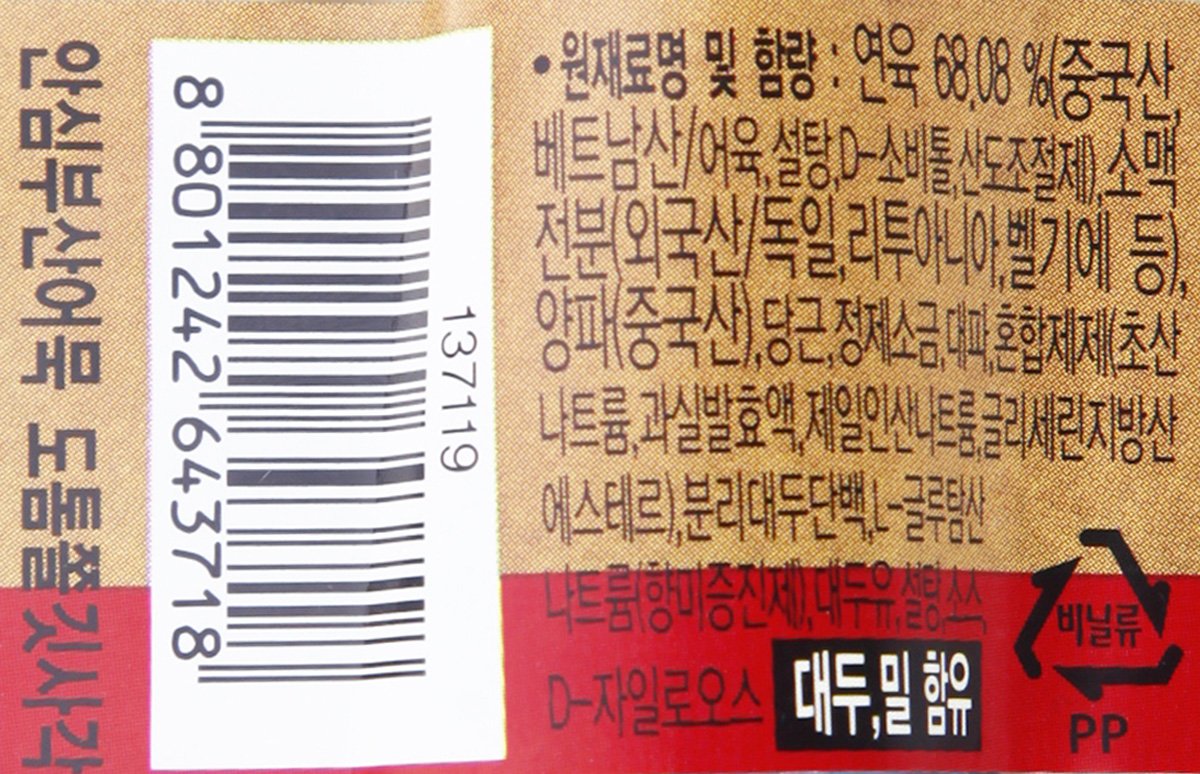 안심부산어묵 도톰쫄깃사각
8 801242 643718
137119
• 원재료명 및 함량 : 연육 68.08 %(중국산,
베트남산/어육,설탕,D-소비톨,산도조절제),소맥
전분(외국산/독일,리투아니아,벨기에 등),
양파(중국산),당근,정제소금,대파,혼합제제(초산
나트륨,과실발효액,제일인산나트륨,글리세린지방산
에스테르),분리대두단백,L-글루탐산
나트륨(향미증진제),대두유,설탕,소스
D-자일로오스 대두,밀 함유
비닐류
PP